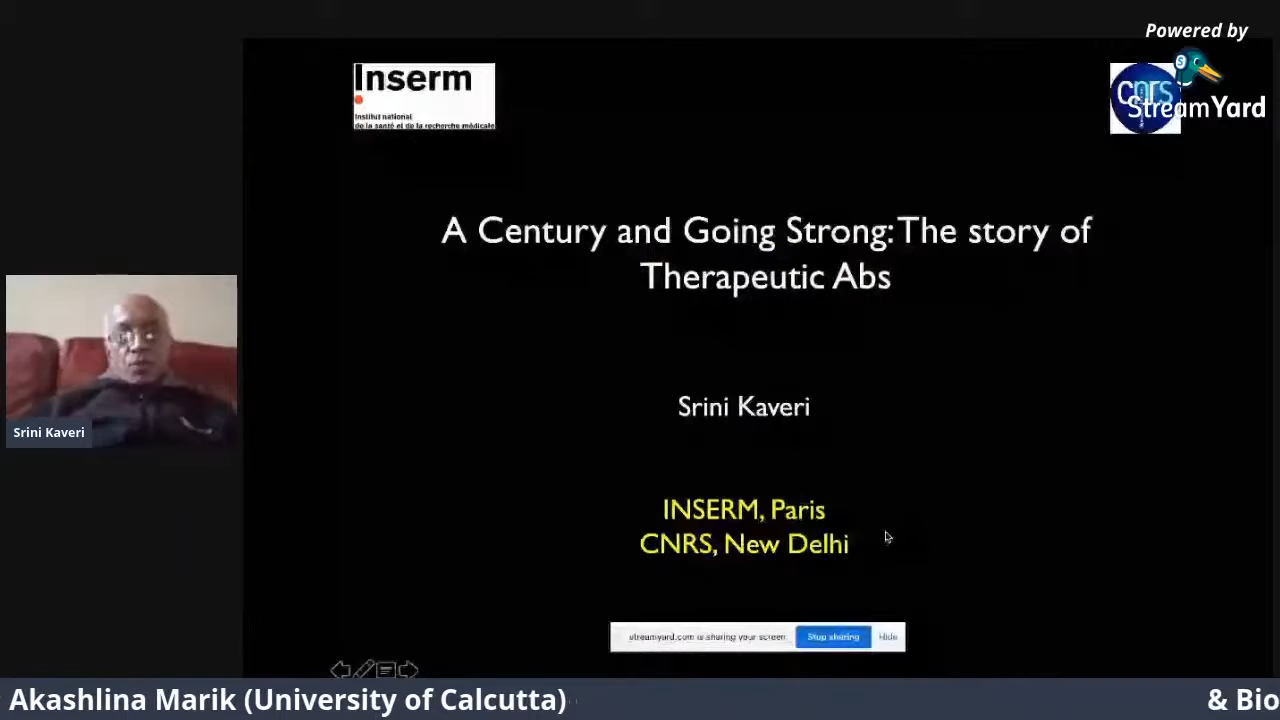 Powered by
StreamYard
Inserm
Institut national
de la santé et de la recherche médicale
cnrs
A Century and Going Strong: The story of
Therapeutic Abs
Srini Kaveri
INSERM, Paris
CNRS, New Delhi
Srini Kaveri
streamyard.com is sharing your screen.
Stop sharing
Hide
Akashlina Marik (University of Calcutta)
& Bio